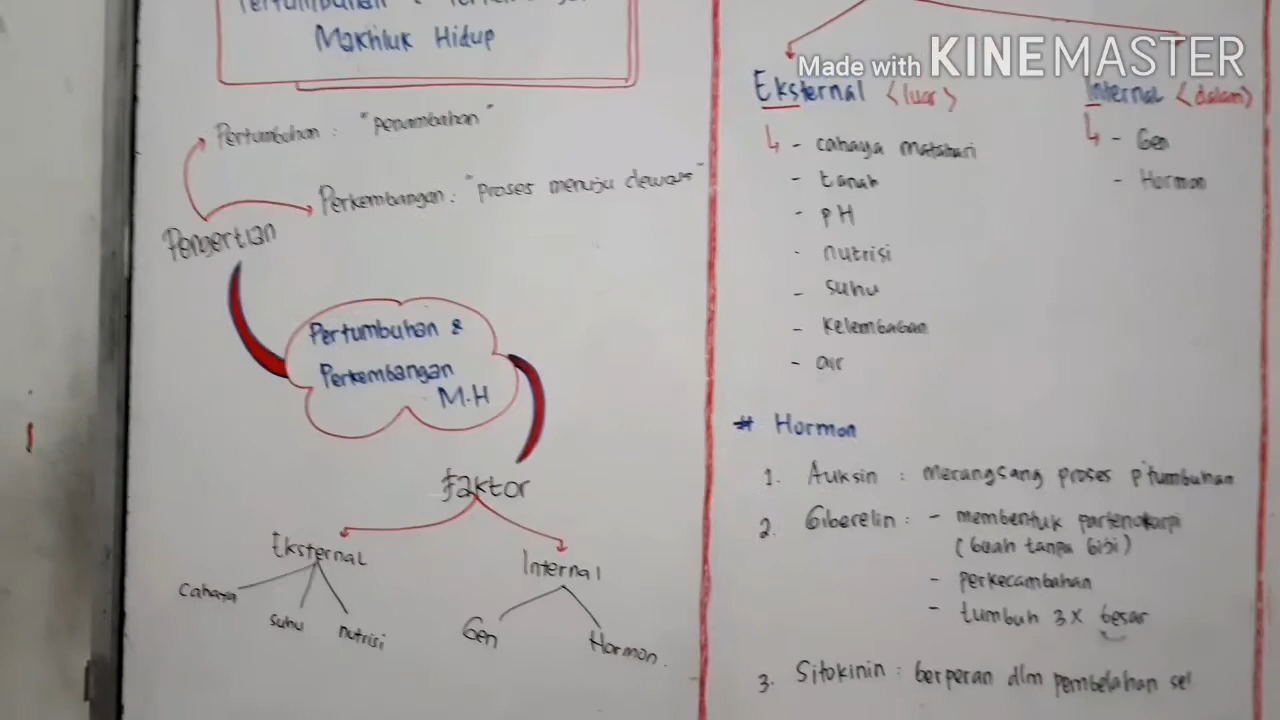 Makhluk Hidup
Pertumbuhan : "penambahan"
Perkembangan : "proses menuju dewasa"
Pengertian
Pertumbuhan &
Perkembangan
M.H
faktor
Eksternal
Internal
Cahaya
suhu
nutrisi
Gen
Hormon.
Made with KINEMASTER
Eksternal <luar>
- cahaya matahari
- tanah
- pH
- nutrisi
- suhu
- kelembaban
- air
Internal <dalam>
- Gen
- Hormon
# Hormon
1. Auksin : merangsang proses p'tumbuhan
2. Giberelin : - membentuk partenokarpi
(buah tanpa biji)
- perkecambahan
- tumbuh 3x besar
3. Sitokinin : berperan dlm pembelahan sel